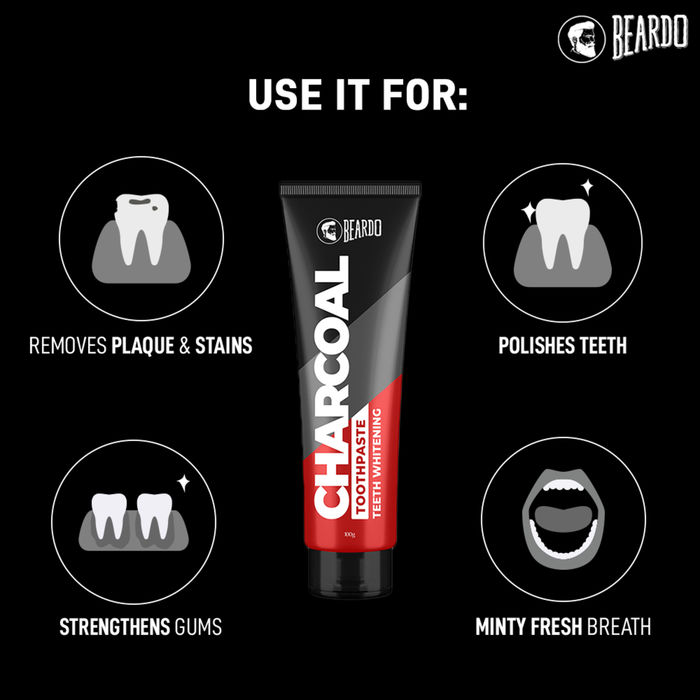 BEARDO
USE IT FOR:
BEARDO
CHARCOAL
TOOTHPASTE
TEETH WHITENING
100g
REMOVES PLAQUE & STAINS
POLISHES TEETH
STRENGTHENS GUMS
MINTY FRESH BREATH